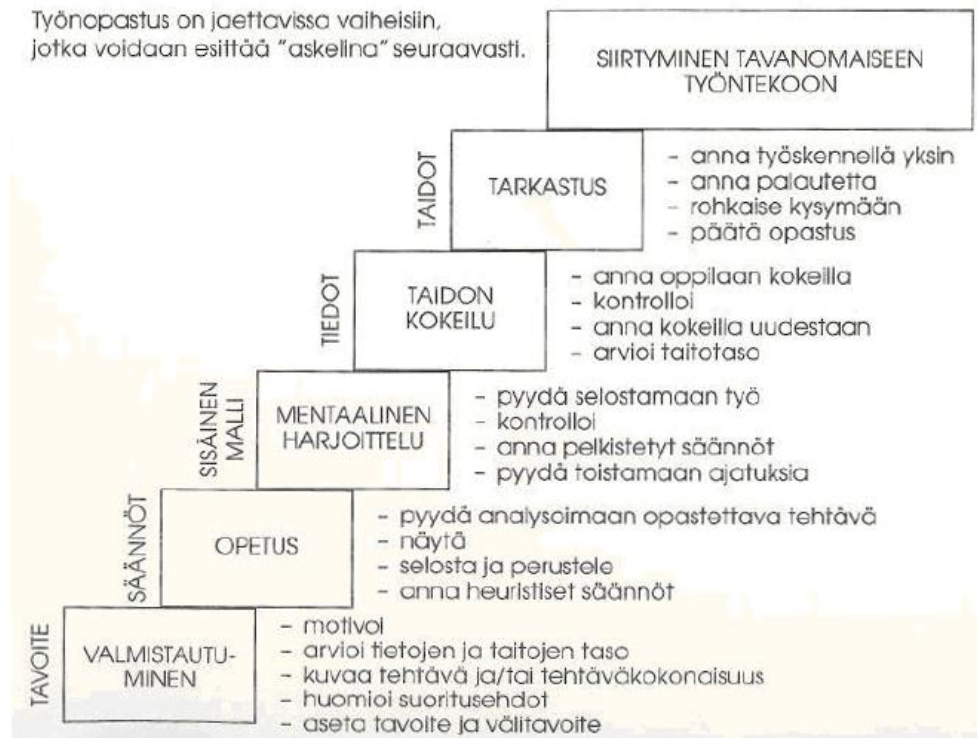 Työnopastus on jaettavissa vaiheisiin,
jotka voidaan esittää "askelina" seuraavasti.
SIIRTYMINEN TAVANOMAISEEN
TYÖNTEKOON
TAIDOT
TARKASTUS
- anna työskennellä yksin
- anna palautetta
- rohkaise kysymään
- päätä opastus
TIEDOT
TAIDON
KOKEILU
- anna oppilaan kokeilla
- kontrolloi
- anna kokeilla uudestaan
- arvioi taitotaso
SISÄINEN
MALLI
MENTAALINEN
HARJOITTELU
- pyydä selostamaan työ
- kontrolloi
- anna pelkistetyt säännöt
- pyydä toistamaan ajatuksia
SÄÄNNÖT
OPETUS
- pyydä analysoimaan opastettava tehtävä
- näytä
- selosta ja perustele
- anna heuristiset säännöt
TAVOITE
VALMISTAUTU-
MINEN
- motivoi
- arvioi tietojen ja taitojen taso
- kuvaa tehtävä ja/tai tehtäväkokonaisuus
- huomioi suoritusehdot
- aseta tavoite ja välitavoite